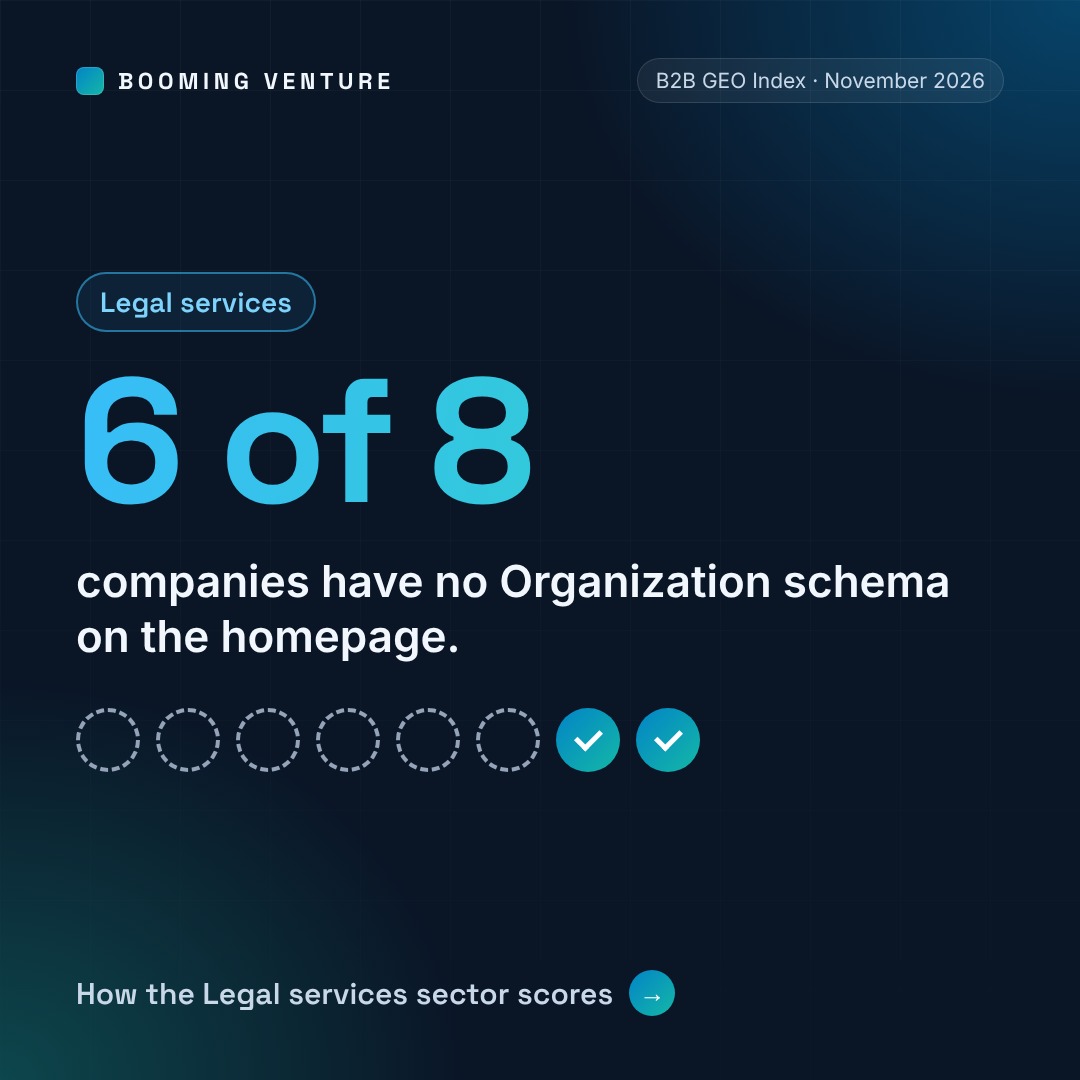 BOOMING VENTURE
B2B GEO Index · November 2026
Legal services
6 of 8
companies have no Organization schema
on the homepage.
How the Legal services sector scores →